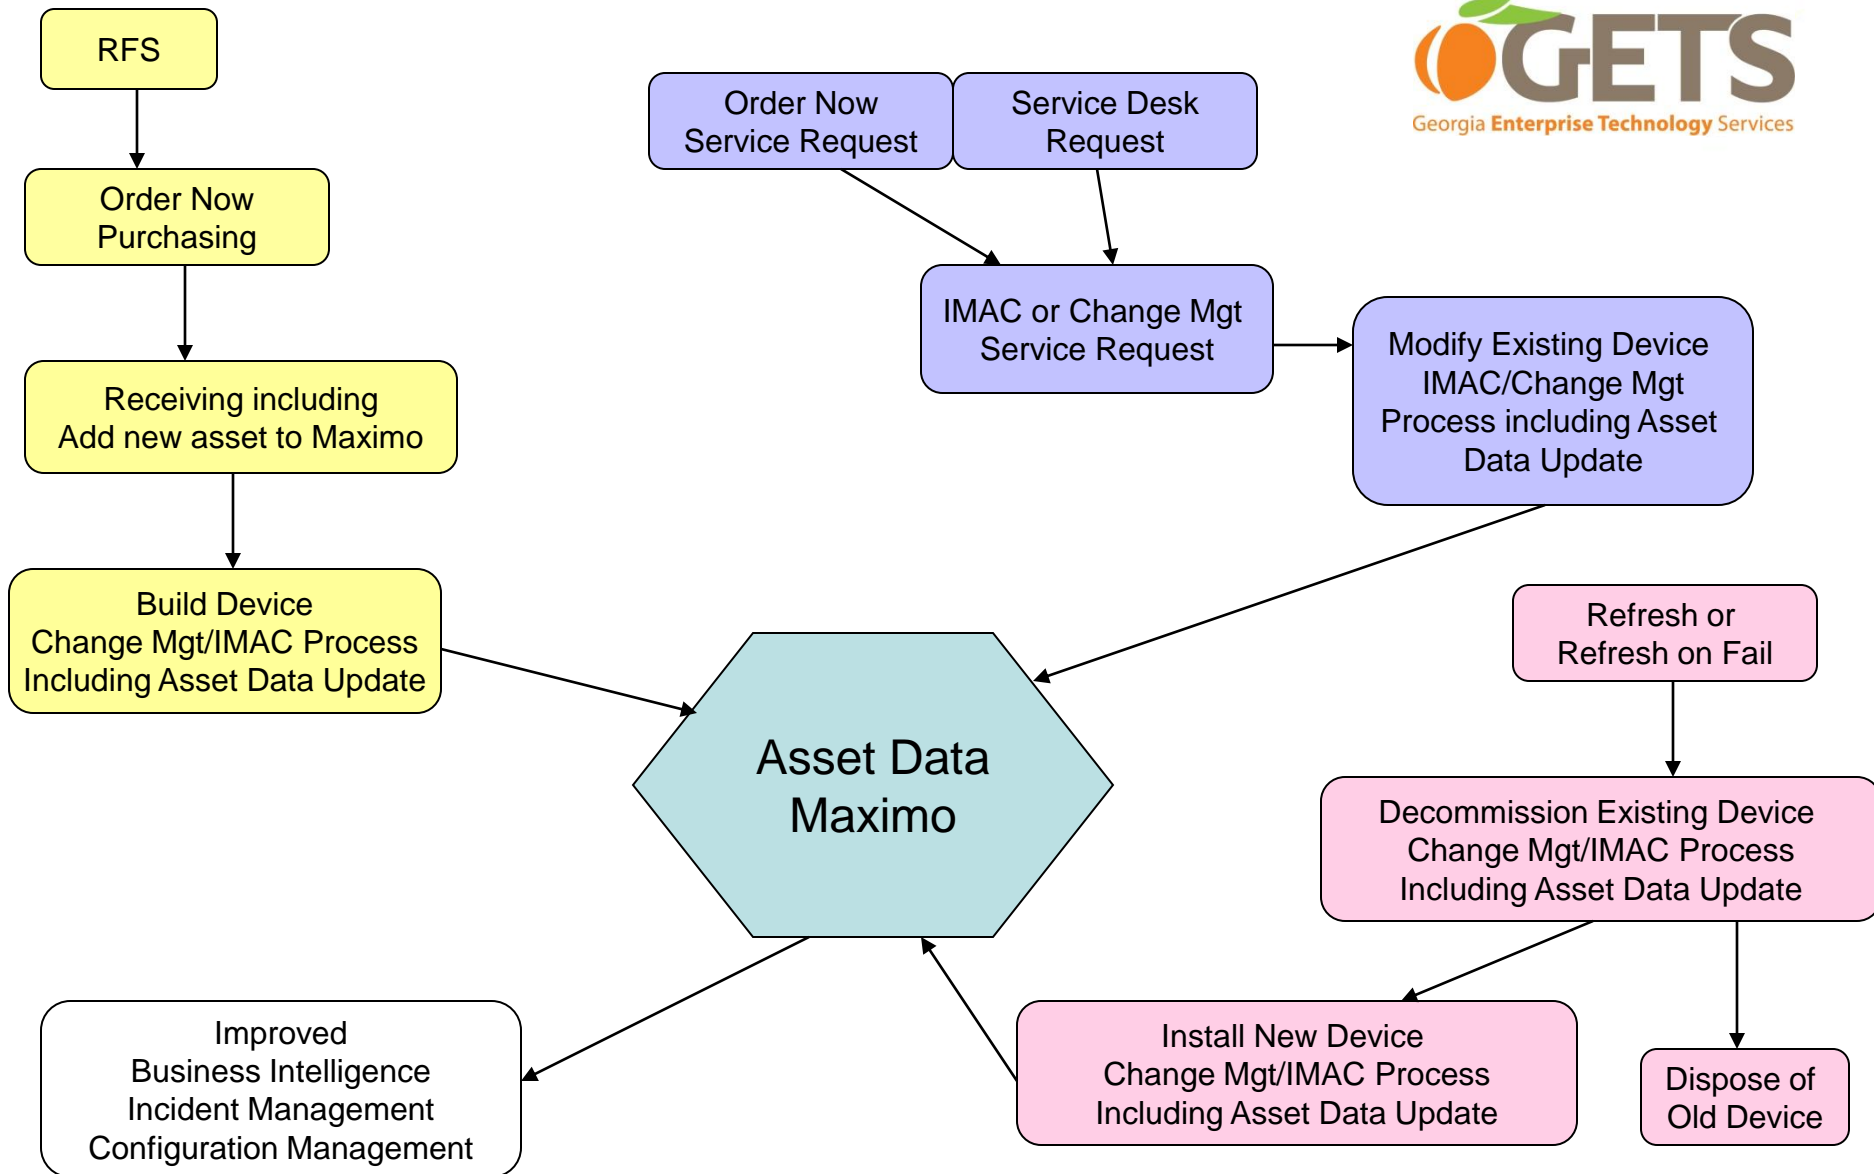 RFS
Order Now
Purchasing
Receiving including
Add new asset to Maximo
Build Device
Change Mgt/IMAC Process
Including Asset Data Update
Order Now
Service Request
Service Desk
Request
IMAC or Change Mgt
Service Request
Modify Existing Device
IMAC/Change Mgt
Process including Asset
Data Update
GETS
Georgia Enterprise Technology Services
Asset Data
Maximo
Refresh or
Refresh on Fail
Decommission Existing Device
Change Mgt/IMAC Process
Including Asset Data Update
Install New Device
Change Mgt/IMAC Process
Including Asset Data Update
Dispose of
Old Device
Improved
Business Intelligence
Incident Management
Configuration Management